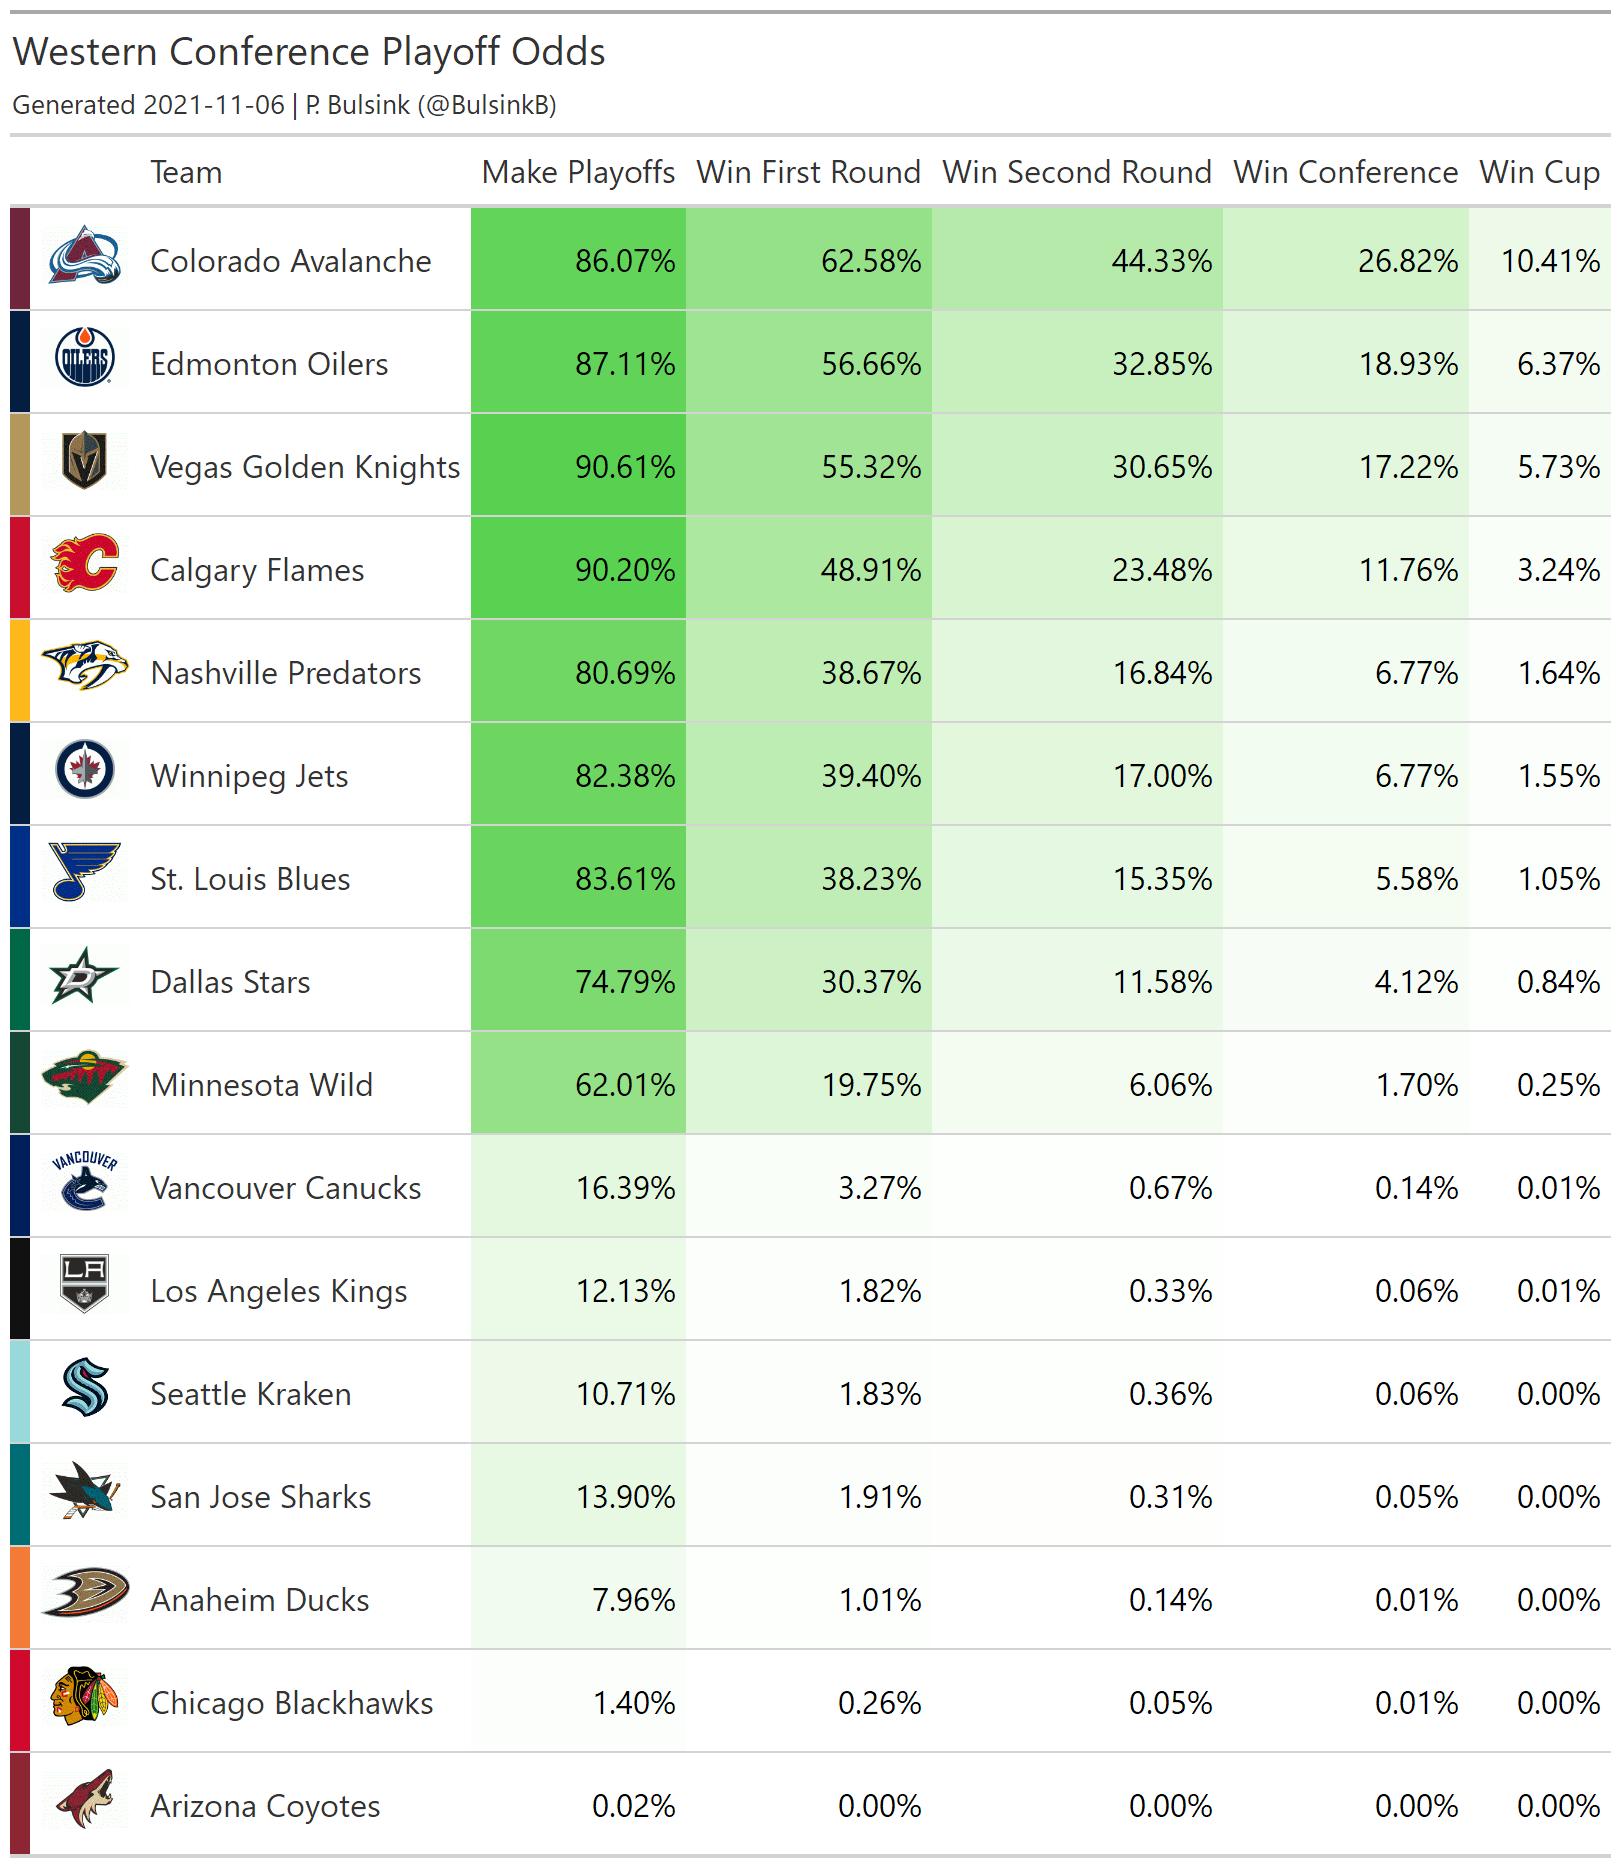 Western Conference Playoff Odds
Generated 2021-11-06 | P. Bulsink (@BulsinkB)
Team Make Playoffs Win First Round Win Second Round Win Conference Win Cup
Colorado Avalanche 86.07% 62.58% 44.33% 26.82% 10.41%
OILERS Edmonton Oilers 87.11% 56.66% 32.85% 18.93% 6.37%
Vegas Golden Knights 90.61% 55.32% 30.65% 17.22% 5.73%
Calgary Flames 90.20% 48.91% 23.48% 11.76% 3.24%
Nashville Predators 80.69% 38.67% 16.84% 6.77% 1.64%
Winnipeg Jets 82.38% 39.40% 17.00% 6.77% 1.55%
St. Louis Blues 83.61% 38.23% 15.35% 5.58% 1.05%
Dallas Stars 74.79% 30.37% 11.58% 4.12% 0.84%
Minnesota Wild 62.01% 19.75% 6.06% 1.70% 0.25%
VANCOUVER Vancouver Canucks 16.39% 3.27% 0.67% 0.14% 0.01%
LA Los Angeles Kings 12.13% 1.82% 0.33% 0.06% 0.01%
Seattle Kraken 10.71% 1.83% 0.36% 0.06% 0.00%
San Jose Sharks 13.90% 1.91% 0.31% 0.05% 0.00%
Anaheim Ducks 7.96% 1.01% 0.14% 0.01% 0.00%
Chicago Blackhawks 1.40% 0.26% 0.05% 0.01% 0.00%
Arizona Coyotes 0.02% 0.00% 0.00% 0.00% 0.00%